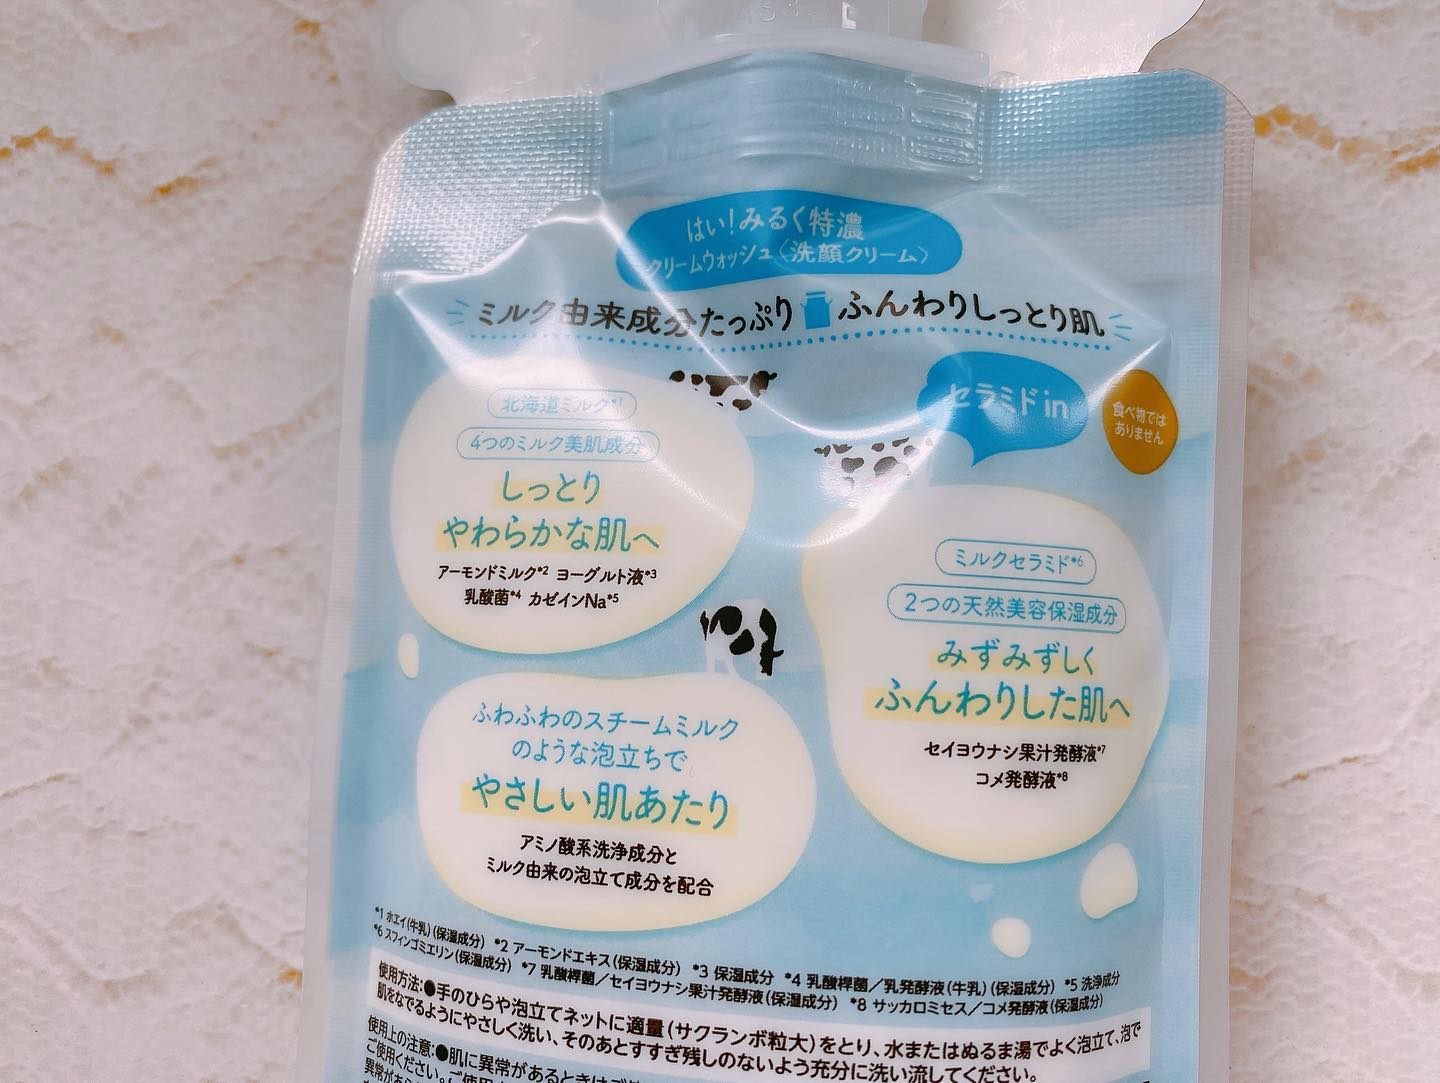 はい!みるく特濃
クリームウォッシュ〈洗顔クリーム〉
ミルク由来成分たっぷり ふんわりしっとり肌
セラミドin
食べ物では
ありません
北海道ミルク*1
4つのミルク美肌成分
しっとり
やわらかな肌へ
アーモンドミルク*2 ヨーグルト液*3
乳酸菌*4 カゼインNa*5
ミルクセラミド*6
2つの天然美容保湿成分
みずみずしく
ふんわりした肌へ
セイヨウナシ果汁発酵液*7
コメ発酵液*8
ふわふわのスチームミルク
のような泡立ちで
やさしい肌あたり
アミノ酸系洗浄成分と
ミルク由来の泡立て成分を配合
*1 ホエイ(牛乳)(保湿成分) *2 アーモンドエキス(保湿成分) *3 保湿成分 *4 乳酸桿菌/乳発酵液(牛乳)(保湿成分) *5 洗浄成分
*6 スフィンゴミエリン(保湿成分) *7 乳酸桿菌/セイヨウナシ果汁発酵液(保湿成分) *8 サッカロミセス/コメ発酵液(保湿成分)
使用方法:●手のひらや泡立てネットに適量(サクランボ粒大)をとり、水またはぬるま湯でよく泡立て、泡で
肌をなでるようにやさしく洗い、そのあとすすぎ残しのないよう充分に洗い流してください。
使用上の注意:●肌に異常があるときは
ご使用ください。
異常があら